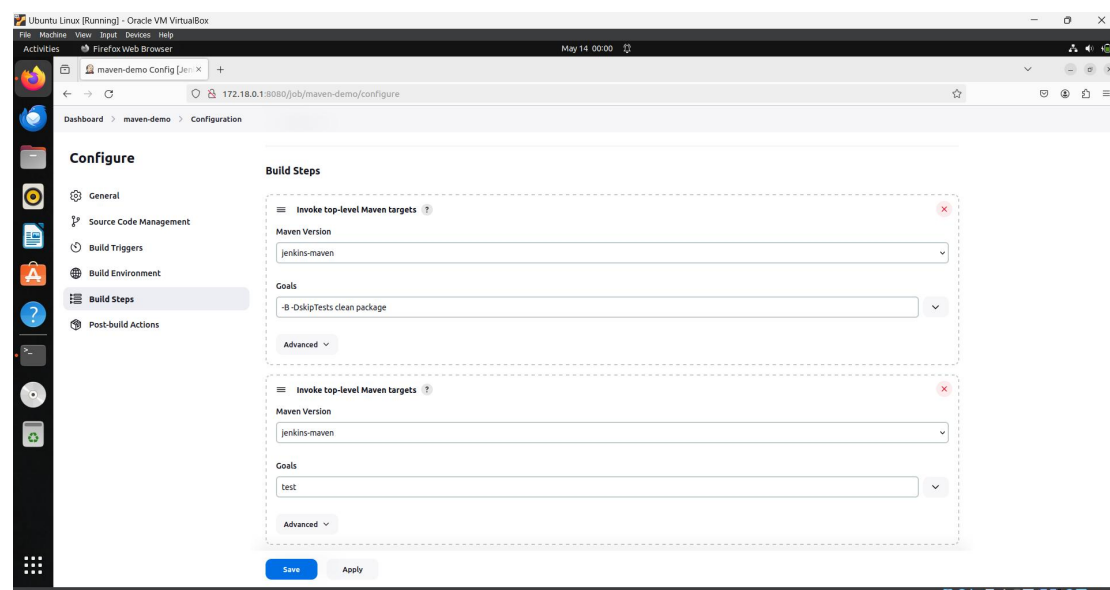 Ubuntu Linux [Running] - Oracle VM VirtualBox
File Machine View Input Devices Help
Activities Firefox Web Browser May 14 00:00
maven-demo Config [Jen
172.18.0.1:8080/job/maven-demo/configure
Dashboard > maven-demo > Configuration
Configure
General
Source Code Management
Build Triggers
Build Environment
Build Steps
Post-build Actions
Build Steps
Invoke top-level Maven targets ?
Maven Version
jenkins-maven
Goals
-B -DskipTests clean package
Advanced
Invoke top-level Maven targets ?
Maven Version
jenkins-maven
Goals
test
Advanced
Save Apply